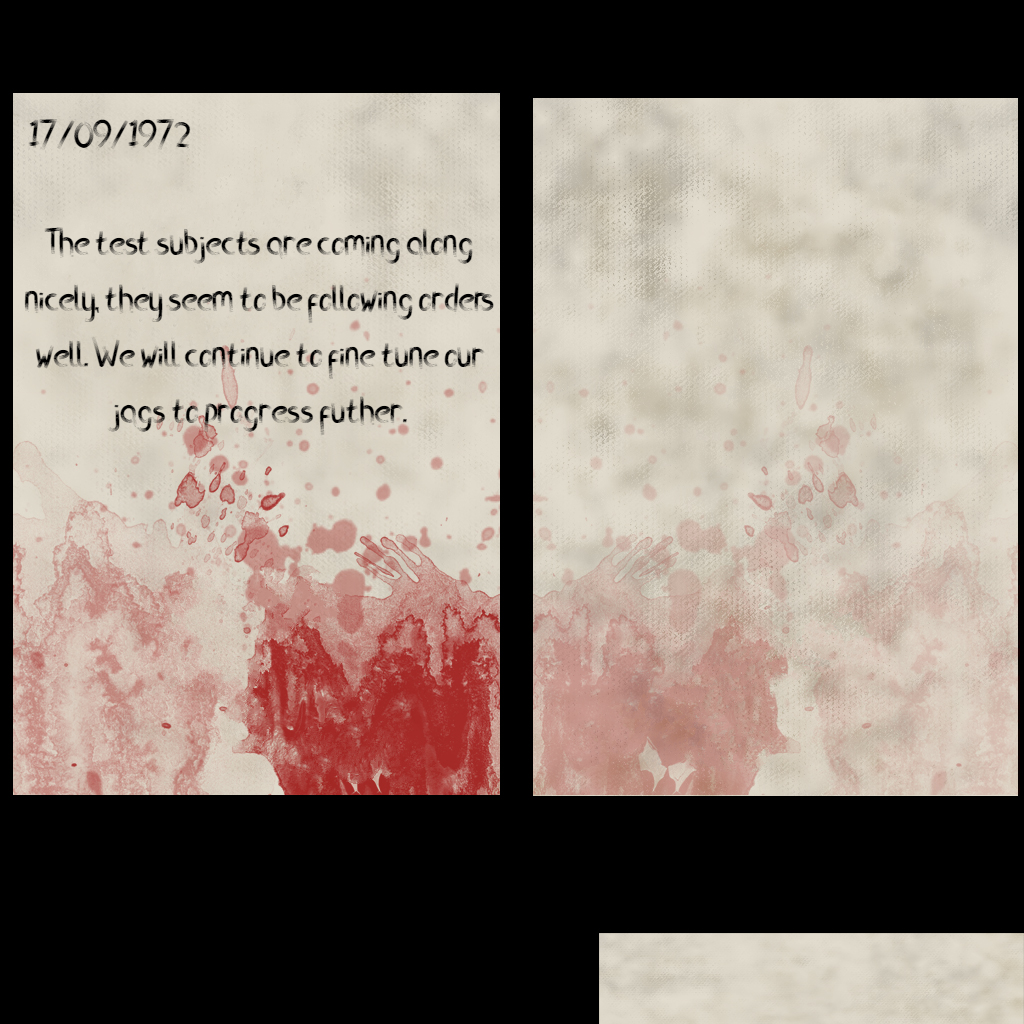 17/09/1972
The test subjects are coming along
nicely, they seem to be following orders
well. We will continue to fine tune our
jogs to progress futher.